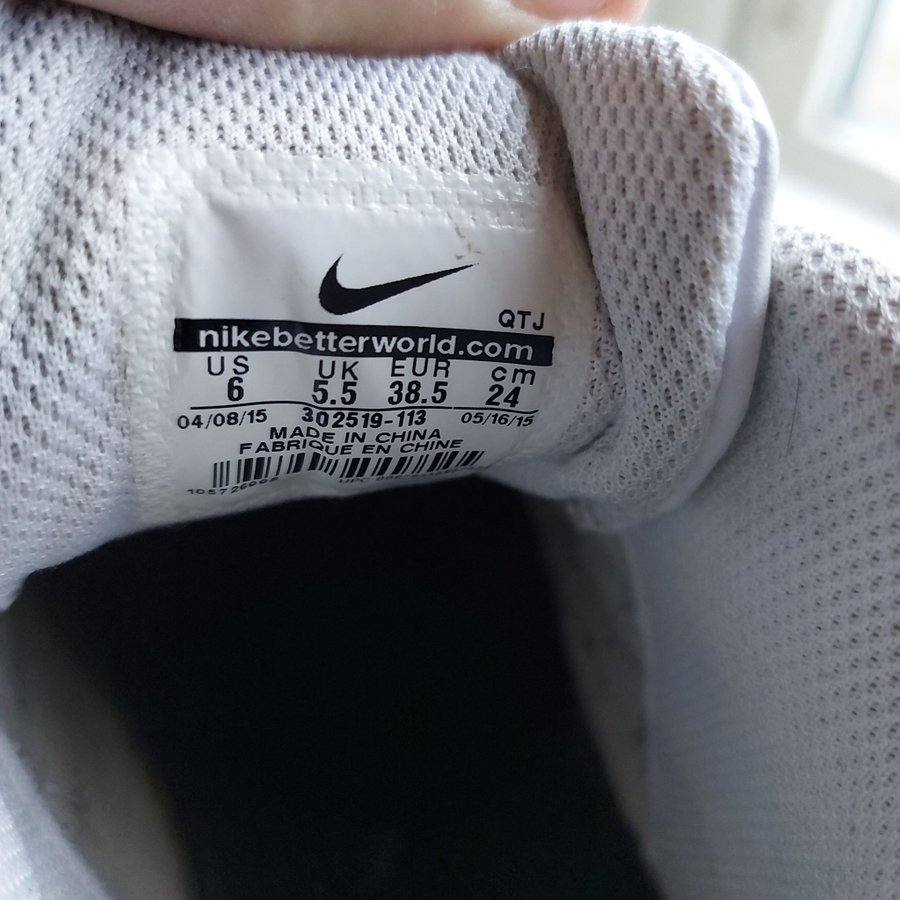 QTJ
nikebetterworld.com
US UK EUR cm
6 5.5 38.5 24
04/08/15 302519-113 05/16/15
MADE IN CHINA
FABRIQUE EN CHINE
UPC